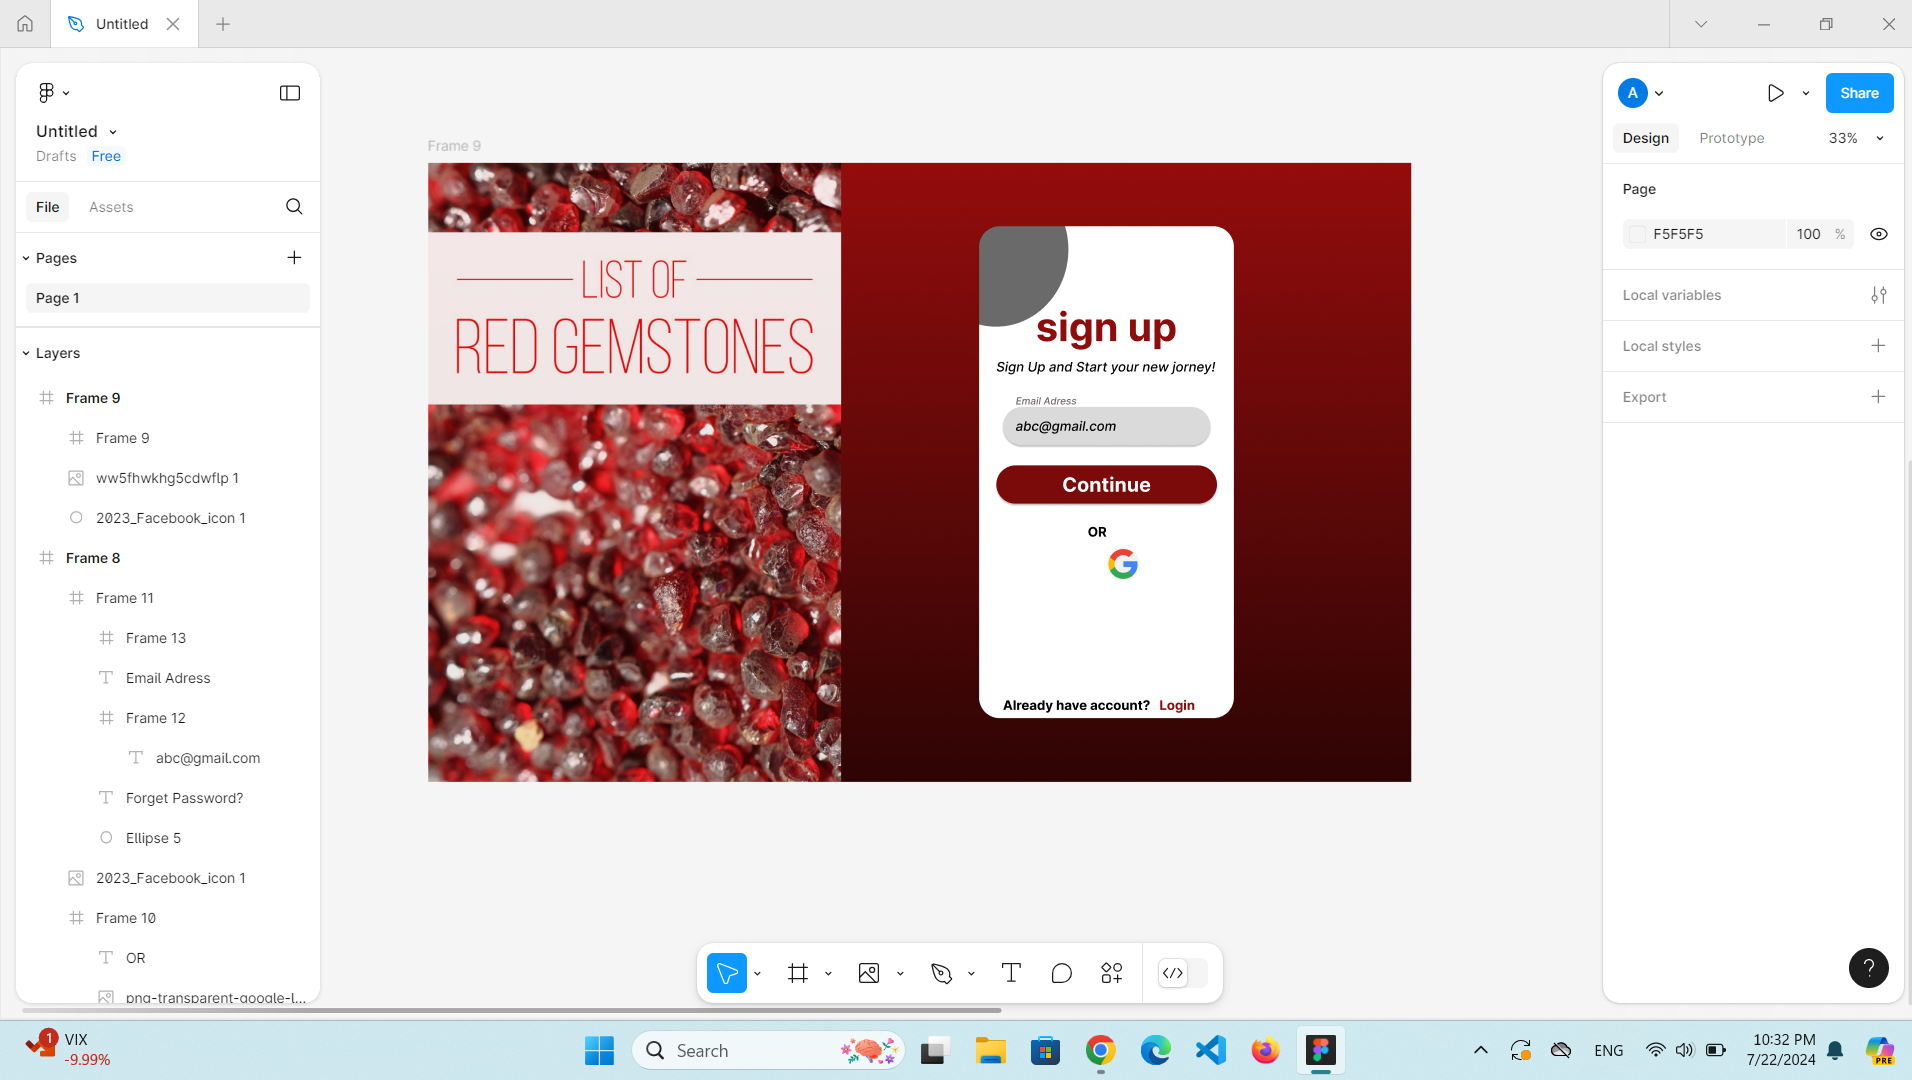 Untitled
Untitled
Drafts Free
File Assets
Pages
Page 1
Layers
Frame 9
Frame 9
ww5fhwkhg5cdwflp 1
2023_Facebook_icon 1
Frame 8
Frame 11
Frame 13
Email Adress
Frame 12
abc@gmail.com
Forget Password?
Ellipse 5
2023_Facebook_icon 1
Frame 10
OR
png-transparent-google-l...
Frame 9
LIST OF
RED GEMSTONES
sign up
Sign Up and Start your new jorney!
Email Adress
abc@gmail.com
Continue
OR
Already have account? Login
A
Share
Design Prototype 33%
Page
F5F5F5 100 %
Local variables
Local styles
Export
?
1
VIX
-9.99%
Search
ENG
10:32 PM
7/22/2024
PRE